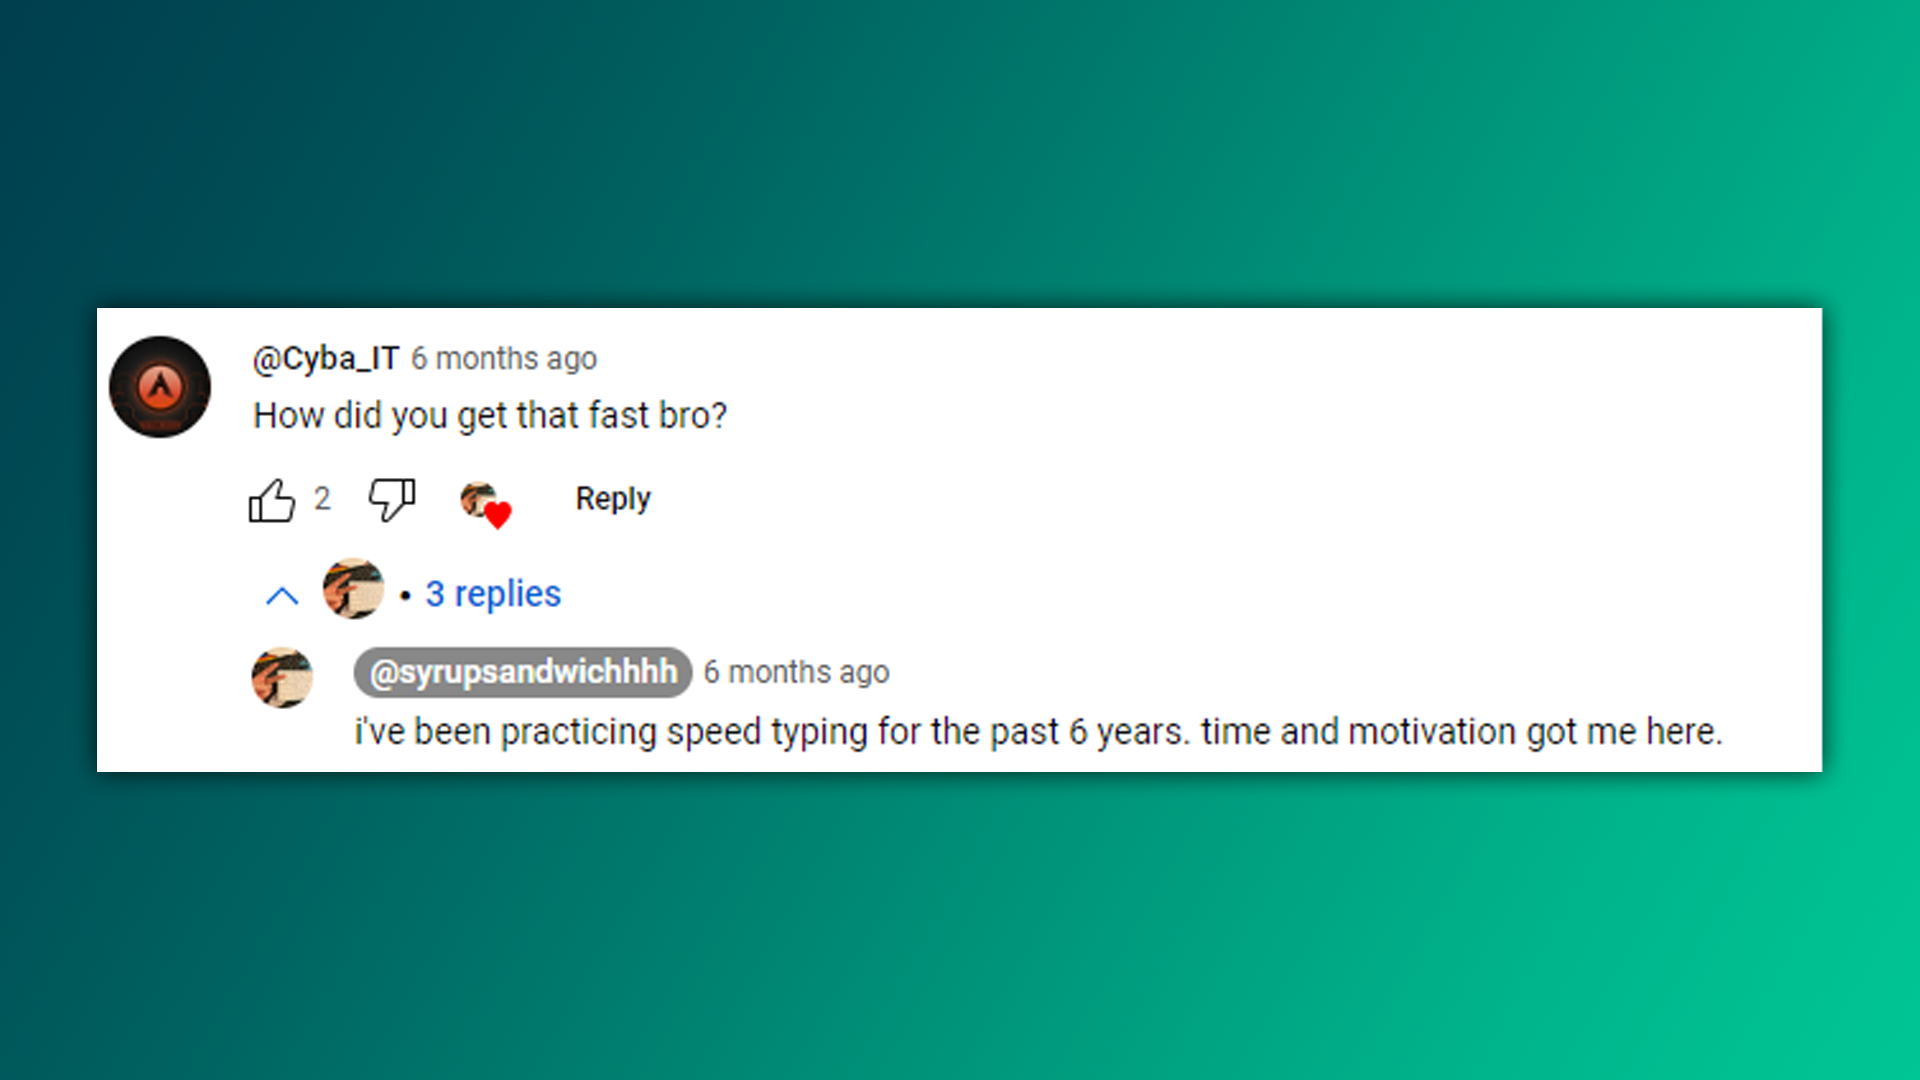 @Cyba_IT 6 months ago
How did you get that fast bro?
2 Reply
• 3 replies
@syrupsandwichhhh 6 months ago
i've been practicing speed typing for the past 6 years. time and motivation got me here.